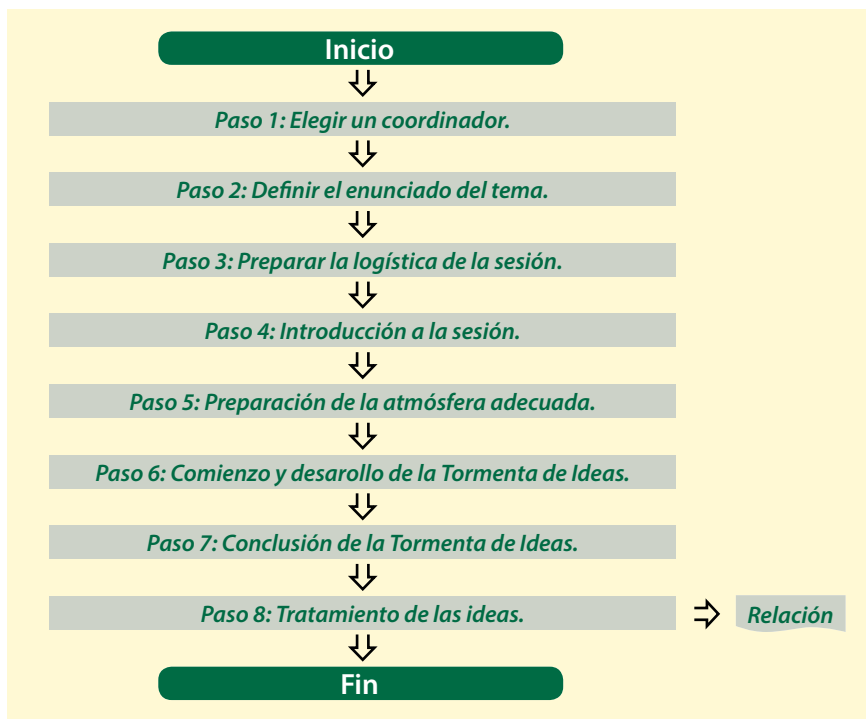 Inicio
Paso 1: Elegir un coordinador.
Paso 2: Definir el enunciado del tema.
Paso 3: Preparar la logística de la sesión.
Paso 4: Introducción a la sesión.
Paso 5: Preparación de la atmósfera adecuada.
Paso 6: Comienzo y desarollo de la Tormenta de Ideas.
Paso 7: Conclusión de la Tormenta de Ideas.
Paso 8: Tratamiento de las ideas.
Relación
Fin